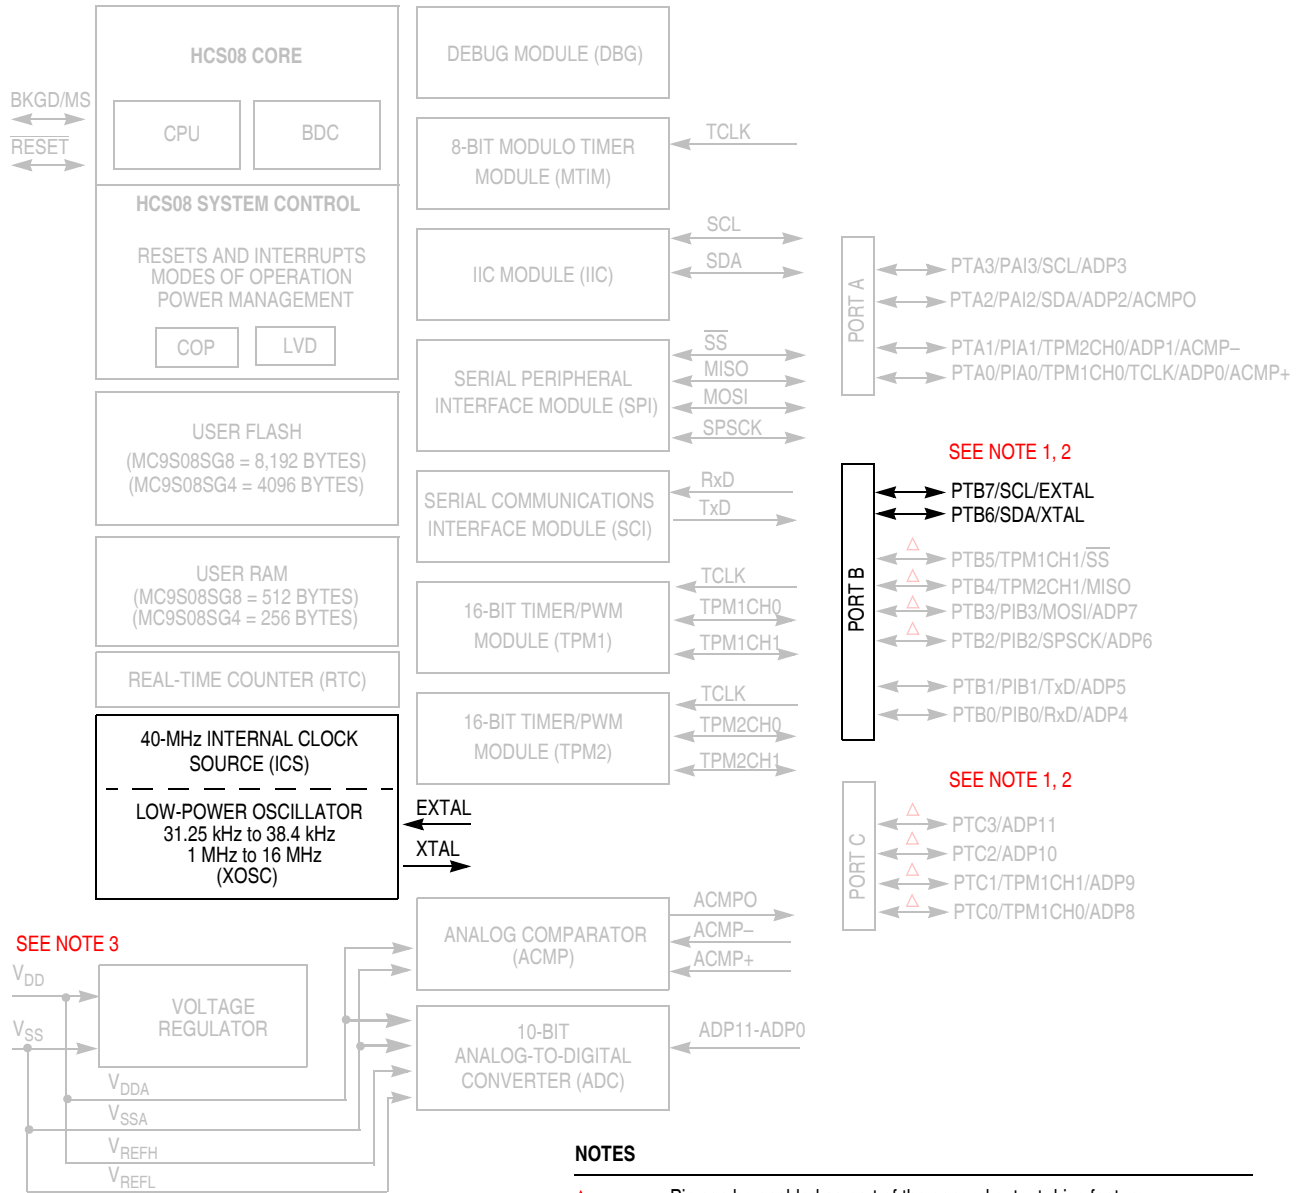 HCS08 CORE
CPU
BDC
BKGD/MS
RESET
HCS08 SYSTEM CONTROL
RESETS AND INTERRUPTS
MODES OF OPERATION
POWER MANAGEMENT
COP
LVD
USER FLASH
(MC9S08SG8 = 8,192 BYTES)
(MC9S08SG4 = 4096 BYTES)
USER RAM
(MC9S08SG8 = 512 BYTES)
(MC9S08SG4 = 256 BYTES)
REAL-TIME COUNTER (RTC)
40-MHz INTERNAL CLOCK
SOURCE (ICS)
LOW-POWER OSCILLATOR
31.25 kHz to 38.4 kHz
1 MHz to 16 MHz
(XOSC)
EXTAL
XTAL
SEE NOTE 3
VDD
VSS
VOLTAGE
REGULATOR
VDDA
VSSA
VREFH
VREFL
DEBUG MODULE (DBG)
8-BIT MODULO TIMER
MODULE (MTIM)
TCLK
IIC MODULE (IIC)
SCL
SDA
SERIAL PERIPHERAL
INTERFACE MODULE (SPI)
SS
MISO
MOSI
SPSCK
SERIAL COMMUNICATIONS
INTERFACE MODULE (SCI)
RxD
TxD
16-BIT TIMER/PWM
MODULE (TPM1)
TCLK
TPM1CH0
TPM1CH1
16-BIT TIMER/PWM
MODULE (TPM2)
TCLK
TPM2CH0
TPM2CH1
ANALOG COMPARATOR
(ACMP)
ACMPO
ACMP–
ACMP+
10-BIT
ANALOG-TO-DIGITAL
CONVERTER (ADC)
ADP11-ADP0
PORT A
PTA3/PAI3/SCL/ADP3
PTA2/PAI2/SDA/ADP2/ACMPO
PTA1/PIA1/TPM2CH0/ADP1/ACMP–
PTA0/PIA0/TPM1CH0/TCLK/ADP0/ACMP+
SEE NOTE 1, 2
PORT B
PTB7/SCL/EXTAL
PTB6/SDA/XTAL
PTB5/TPM1CH1/SS
PTB4/TPM2CH1/MISO
PTB3/PIB3/MOSI/ADP7
PTB2/PIB2/SPSCK/ADP6
PTB1/PIB1/TxD/ADP5
PTB0/PIB0/RxD/ADP4
SEE NOTE 1, 2
PORT C
PTC3/ADP11
PTC2/ADP10
PTC1/TPM1CH1/ADP9
PTC0/TPM1CH0/ADP8
NOTES